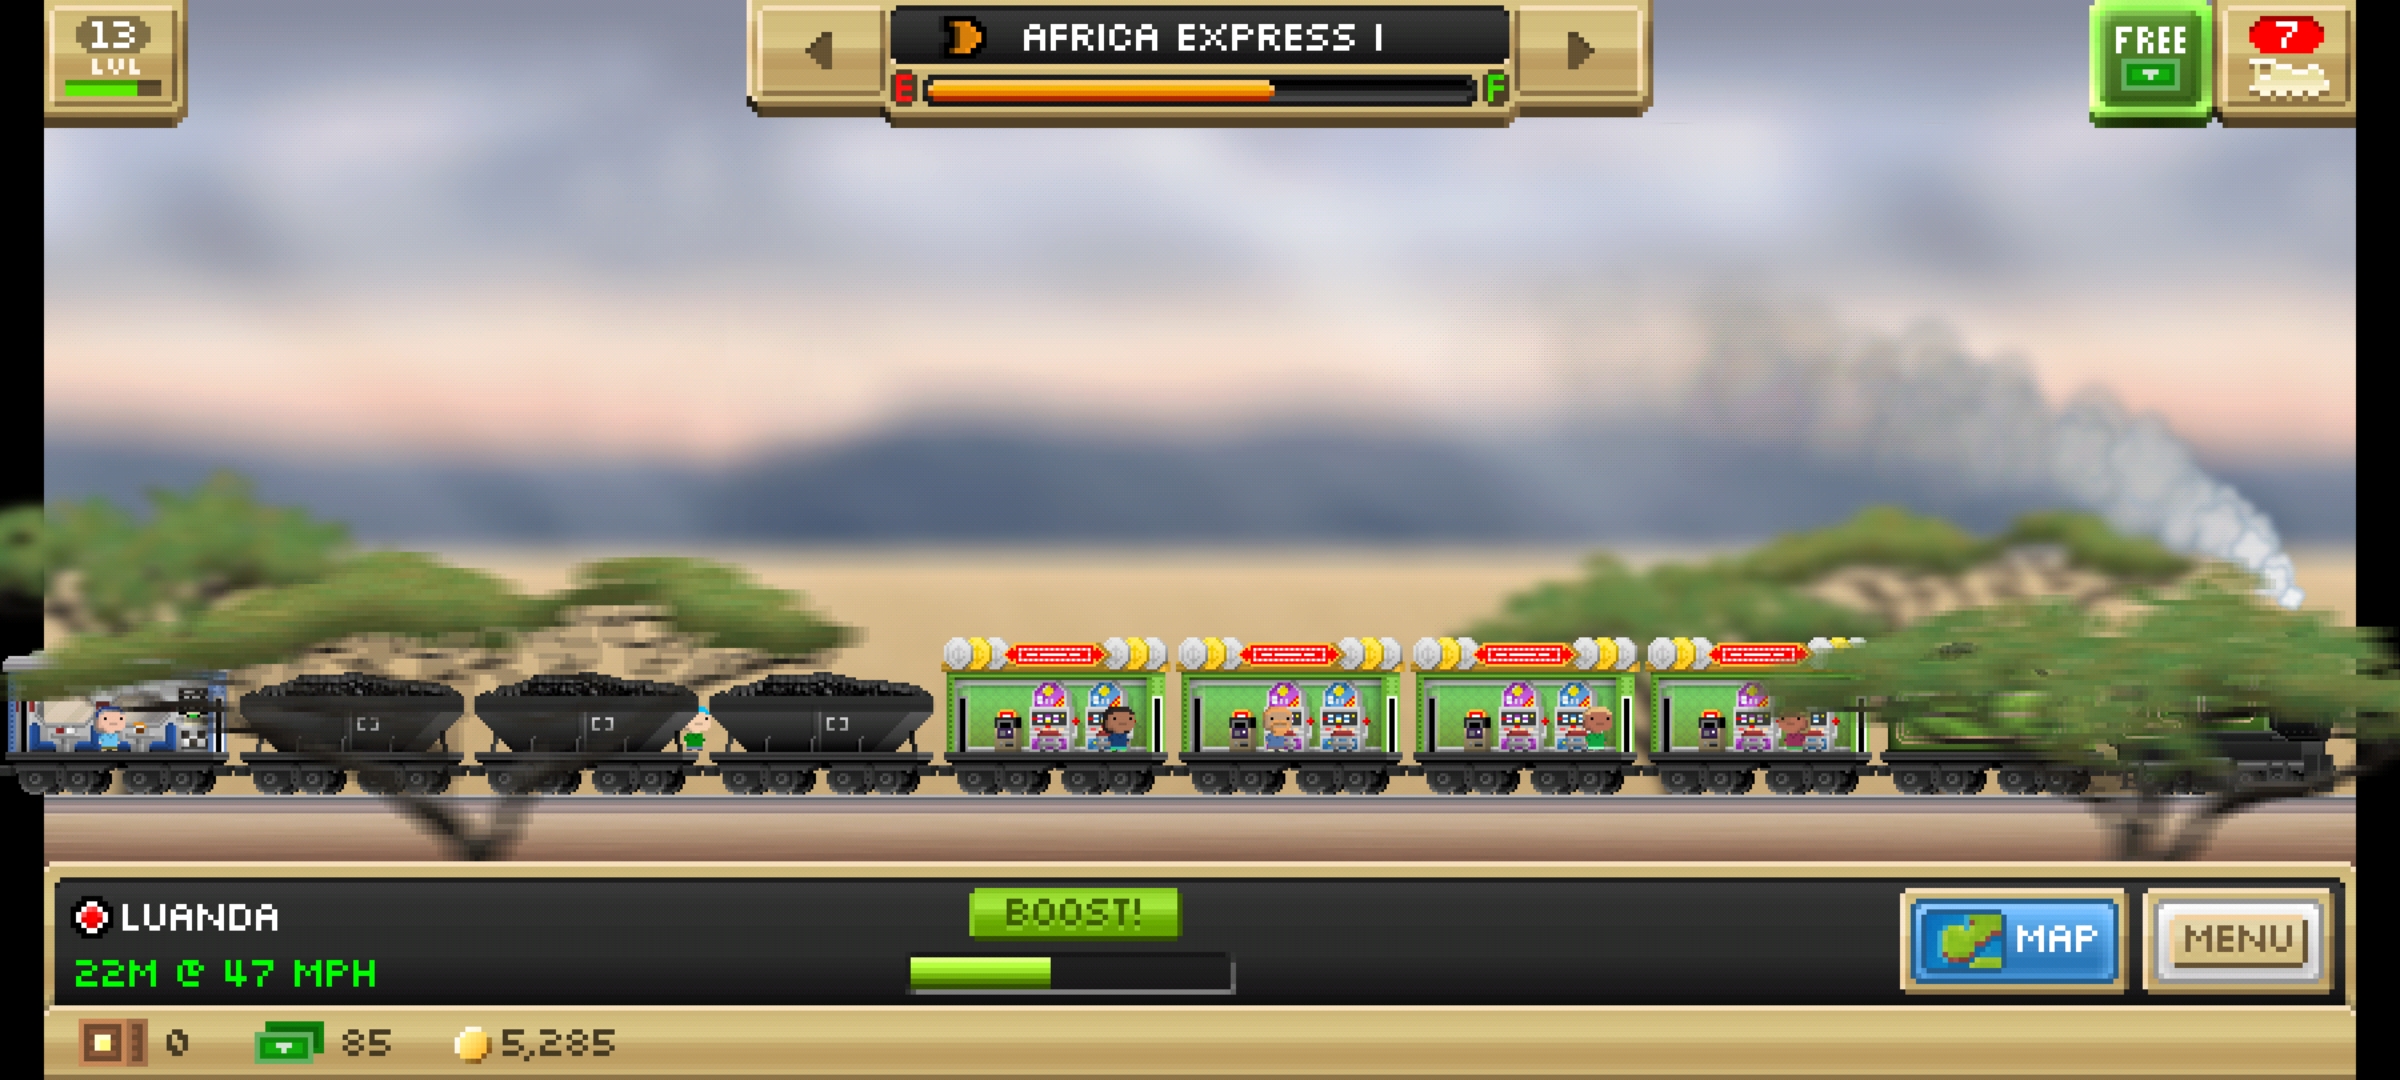 13
LVL
AFRICA EXPRESS I
E F
FREE
7
LUANDA
22M @ 47 MPH
BOOST!
MAP
MENU
0 85 5,285